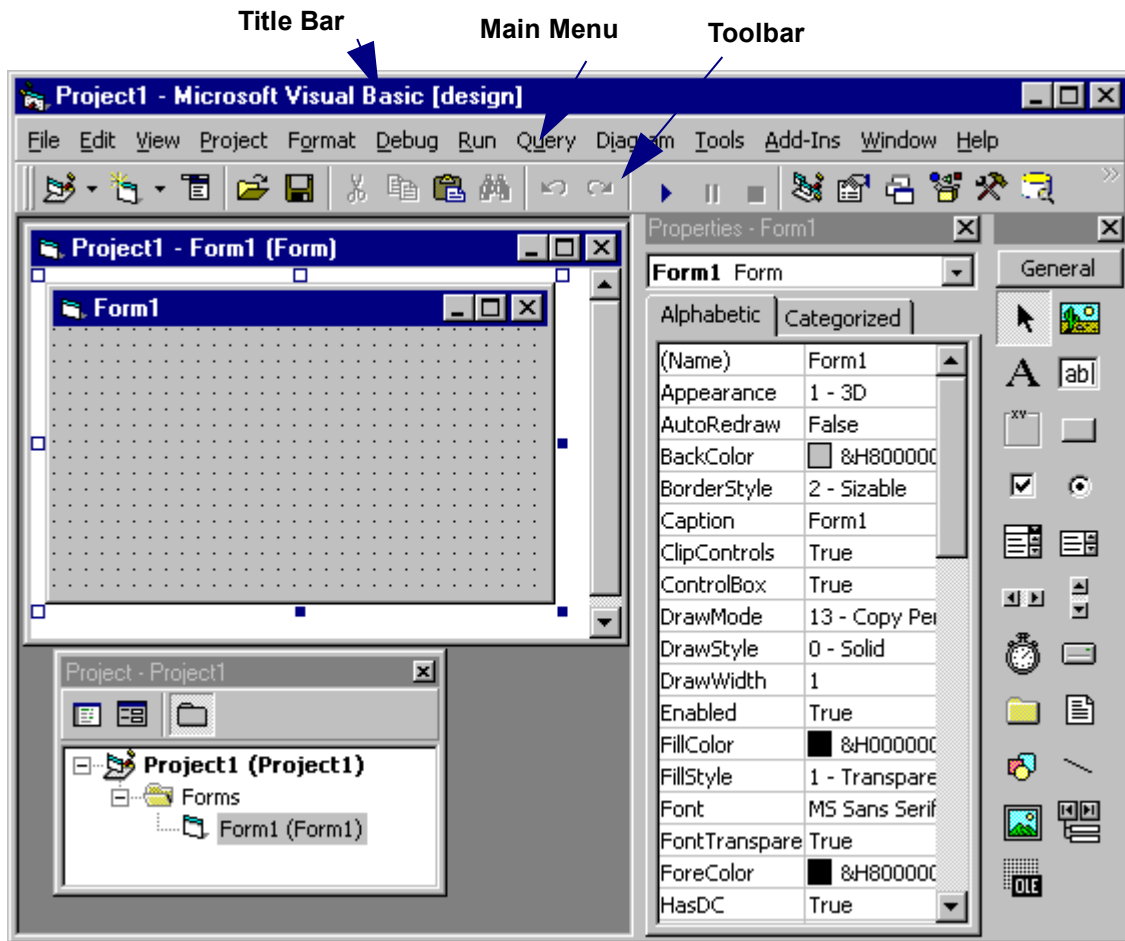 Title Bar
Main Menu
Toolbar
Project1 - Microsoft Visual Basic [design]
File Edit View Project Format Debug Run Query Diagram Tools Add-Ins Window Help
Project1 - Form1 (Form)
Form1
Properties - Form1
Form1 Form
Alphabetic Categorized
(Name) Form1
Appearance 1 - 3D
AutoRedraw False
BackColor &H800000
BorderStyle 2 - Sizable
Caption Form1
ClipControls True
ControlBox True
DrawMode 13 - Copy Per
DrawStyle 0 - Solid
DrawWidth 1
Enabled True
FillColor &H000000
FillStyle 1 - Transpare
Font MS Sans Serif
FontTranspare True
ForeColor &H800000
HasDC True
General
A ab|
XY
OLE
Project - Project1
Project1 (Project1)
Forms
Form1 (Form1)